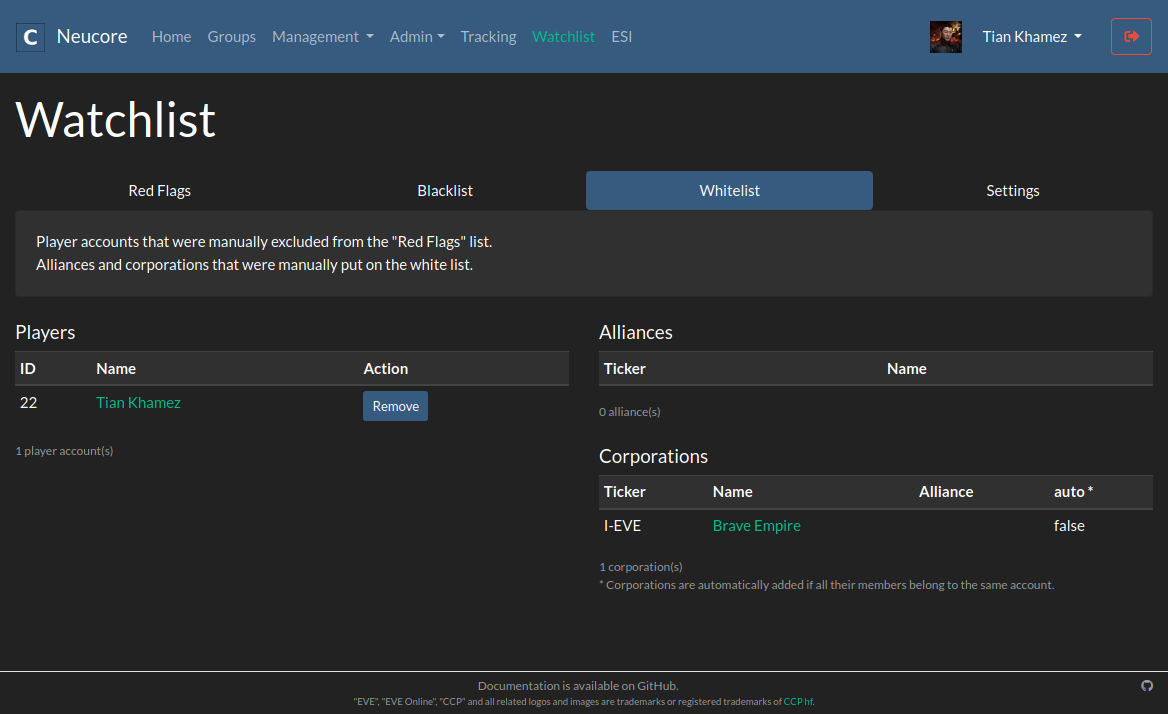 C Neucore Home Groups Management Admin Tracking Watchlist ESI Tian Khamez
Watchlist
Red Flags Blacklist Whitelist Settings
Player accounts that were manually excluded from the "Red Flags" list.
Alliances and corporations that were manually put on the white list.
Players
ID Name Action
22 Tian Khamez Remove
1 player account(s)
Alliances
Ticker Name
0 alliance(s)
Corporations
Ticker Name Alliance auto *
I-EVE Brave Empire false
1 corporation(s)
* Corporations are automatically added if all their members belong to the same account.
Documentation is available on GitHub.
"EVE", "EVE Online", "CCP" and all related logos and images are trademarks or registered trademarks of CCP hf.